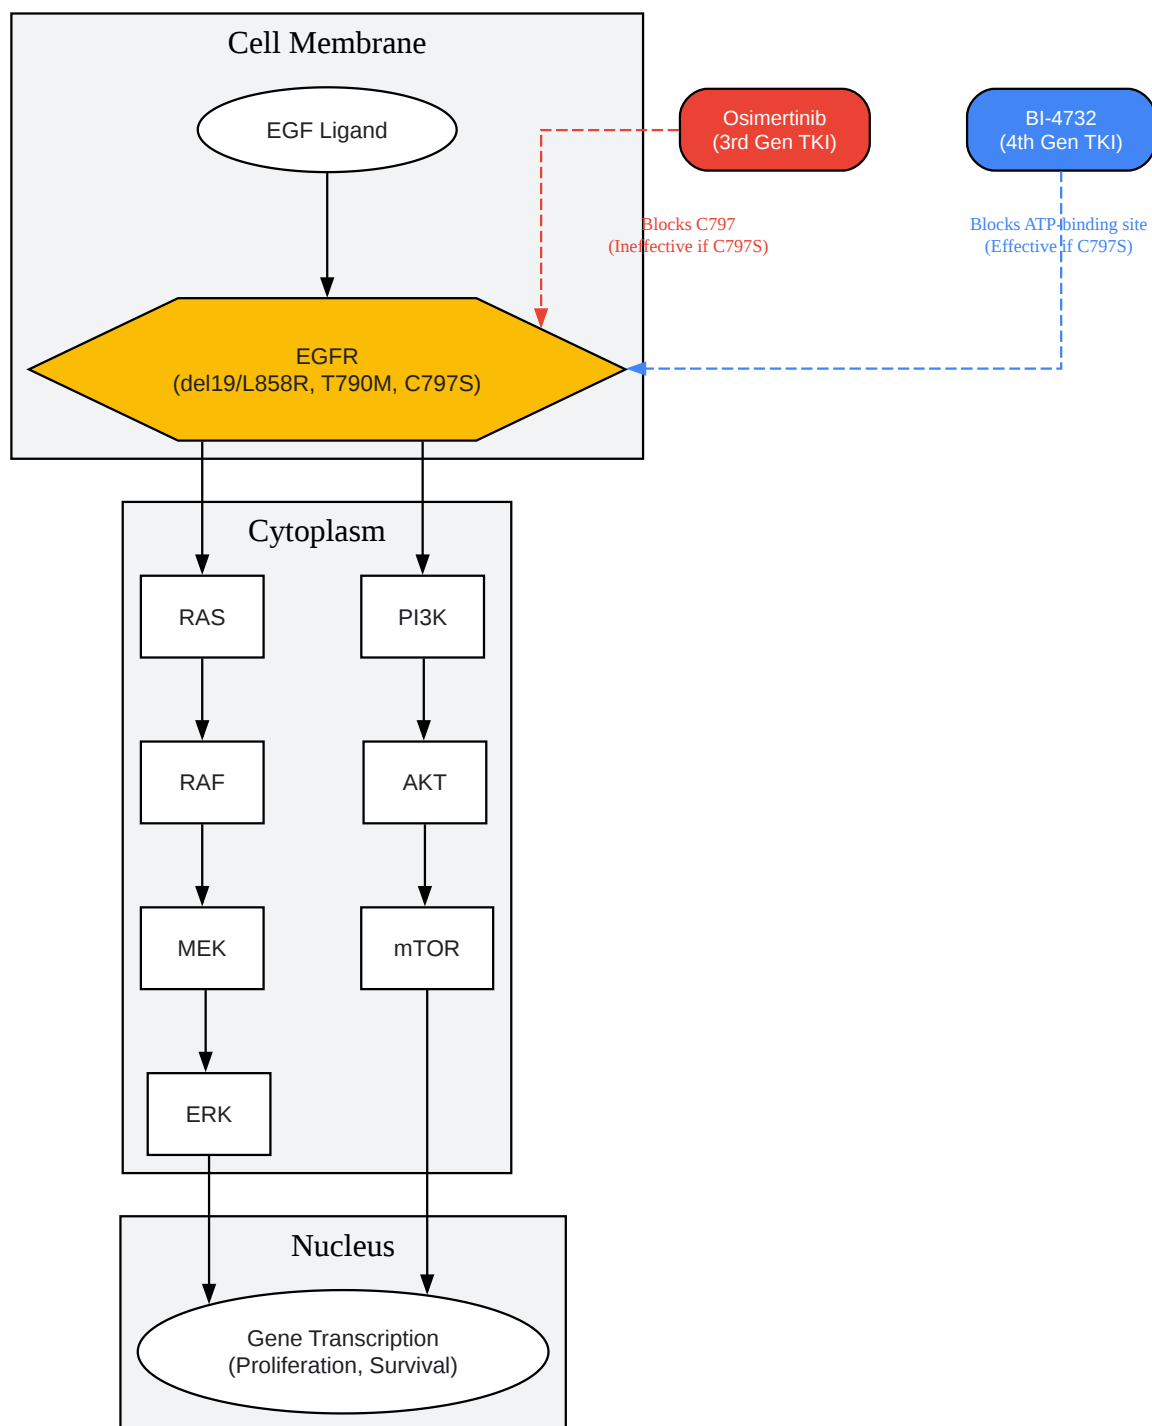 Cell Membrane
EGF Ligand
Osimertinib
(3rd Gen TKI)
BI-4732
(4th Gen TKI)
Blocks C797
(Ineffective if C797S)
Blocks ATP-binding site
(Effective if C797S)
EGFR
(del19/L858R, T790M, C797S)
Cytoplasm
RAS
PI3K
RAF
AKT
MEK
mTOR
ERK
Nucleus
Gene Transcription
(Proliferation, Survival)